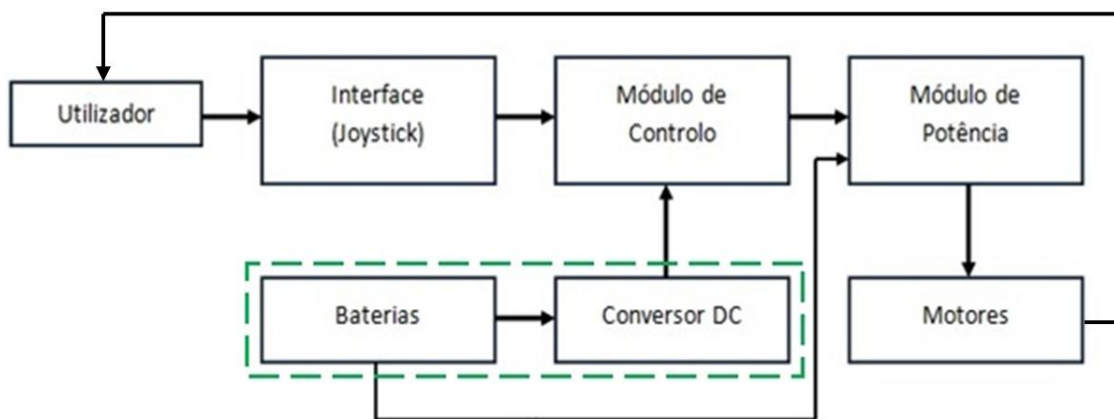 Utilizador
Interface
(Joystick)
Módulo de
Controlo
Módulo de
Potência
Baterias
Conversor DC
Motores